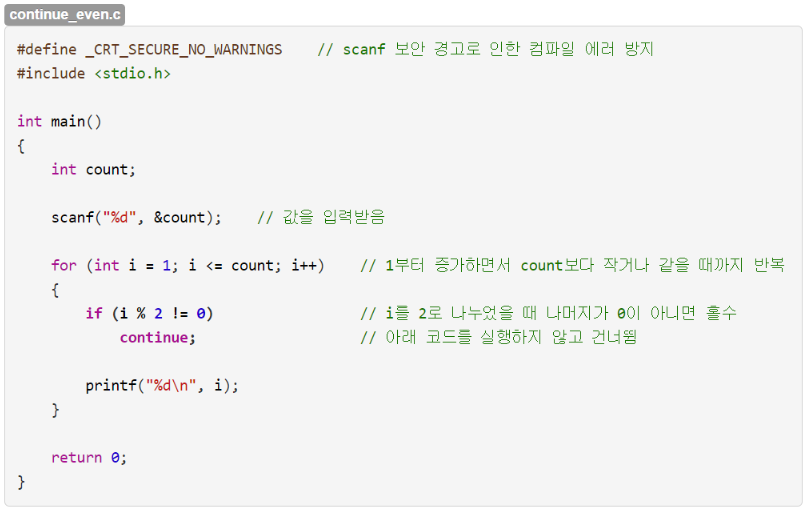 continue_even.c
#define _CRT_SECURE_NO_WARNINGS    // scanf 보안 경고로 인한 컴파일 에러 방지
#include <stdio.h>

int main()
{
    int count;

    scanf("%d", &count);    // 값을 입력받음

    for (int i = 1; i <= count; i++)    // 1부터 증가하면서 count보다 작거나 같을 때까지 반복
    {
        if (i % 2 != 0)                 // i를 2로 나누었을 때 나머지가 0이 아니면 홀수
            continue;                   // 아래 코드를 실행하지 않고 건너뜀

        printf("%d\n", i);
    }

    return 0;
}